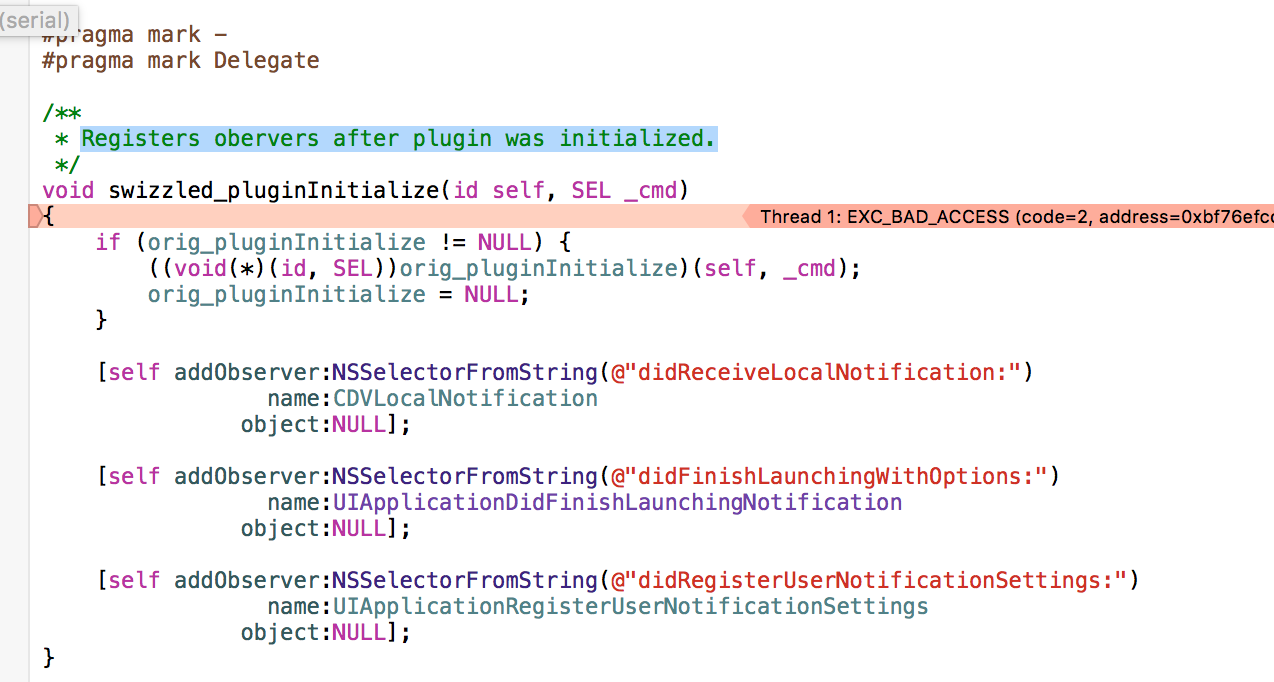 (serial)
#pragma mark –
#pragma mark Delegate
/**
* Registers obervers after plugin was initialized.
*/
void swizzled_pluginInitialize(id self, SEL _cmd)
{ Thread 1: EXC_BAD_ACCESS (code=2, address=0xbf76efc
if (orig_pluginInitialize != NULL) {
((void(*)(id, SEL))orig_pluginInitialize)(self, _cmd);
orig_pluginInitialize = NULL;
}
[self addObserver:NSSelectorFromString(@"didReceiveLocalNotification:")
name:CDVLocalNotification
object:NULL];
[self addObserver:NSSelectorFromString(@"didFinishLaunchingWithOptions:")
name:UIApplicationDidFinishLaunchingNotification
object:NULL];
[self addObserver:NSSelectorFromString(@"didRegisterUserNotificationSettings:")
name:UIApplicationRegisterUserNotificationSettings
object:NULL];
}